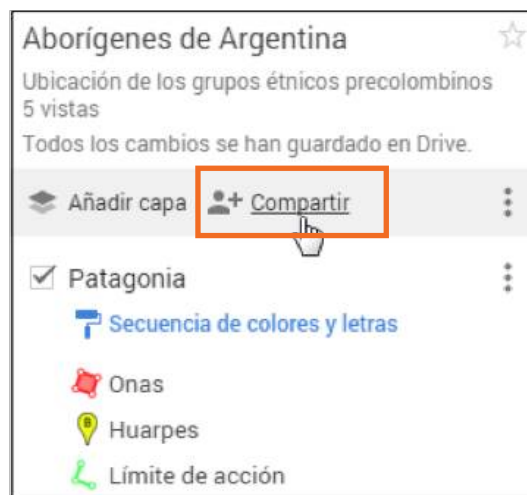 Aborígenes de Argentina
Ubicación de los grupos étnicos precolombinos
5 vistas
Todos los cambios se han guardado en Drive.
Añadir capa Compartir
Patagonia
Secuencia de colores y letras
Onas
B
Huarpes
Límite de acción